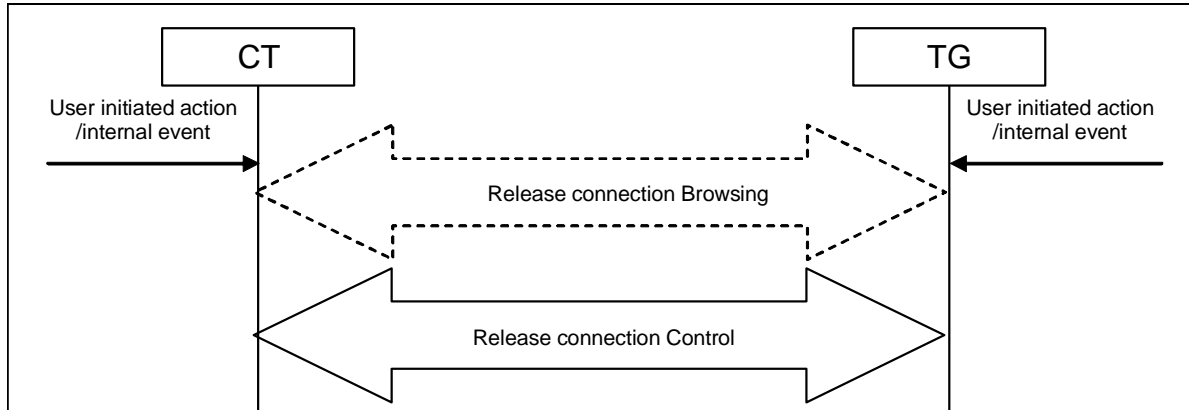 CT
TG
User initiated action
/internal event
User initiated action
/internal event
Release connection Browsing
Release connection Control